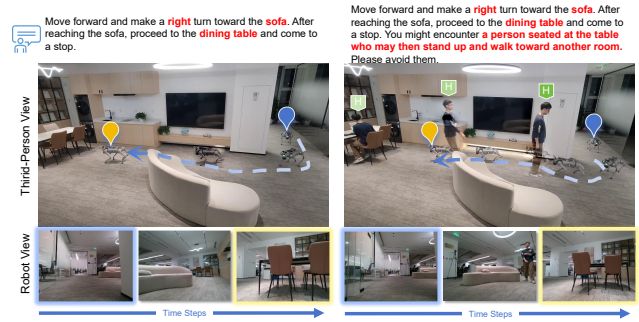 Move forward and make a right turn toward the sofa. After
reaching the sofa, proceed to the dining table and come to
a stop.
Move forward and make a right turn toward the sofa. After
reaching the sofa, proceed to the dining table and come to
a stop. You might encounter a person seated at the table
who may then stand up and walk toward another room.
Please avoid them.
Thirid-Person View
H
H
H
Robot View
Time Steps
Time Steps